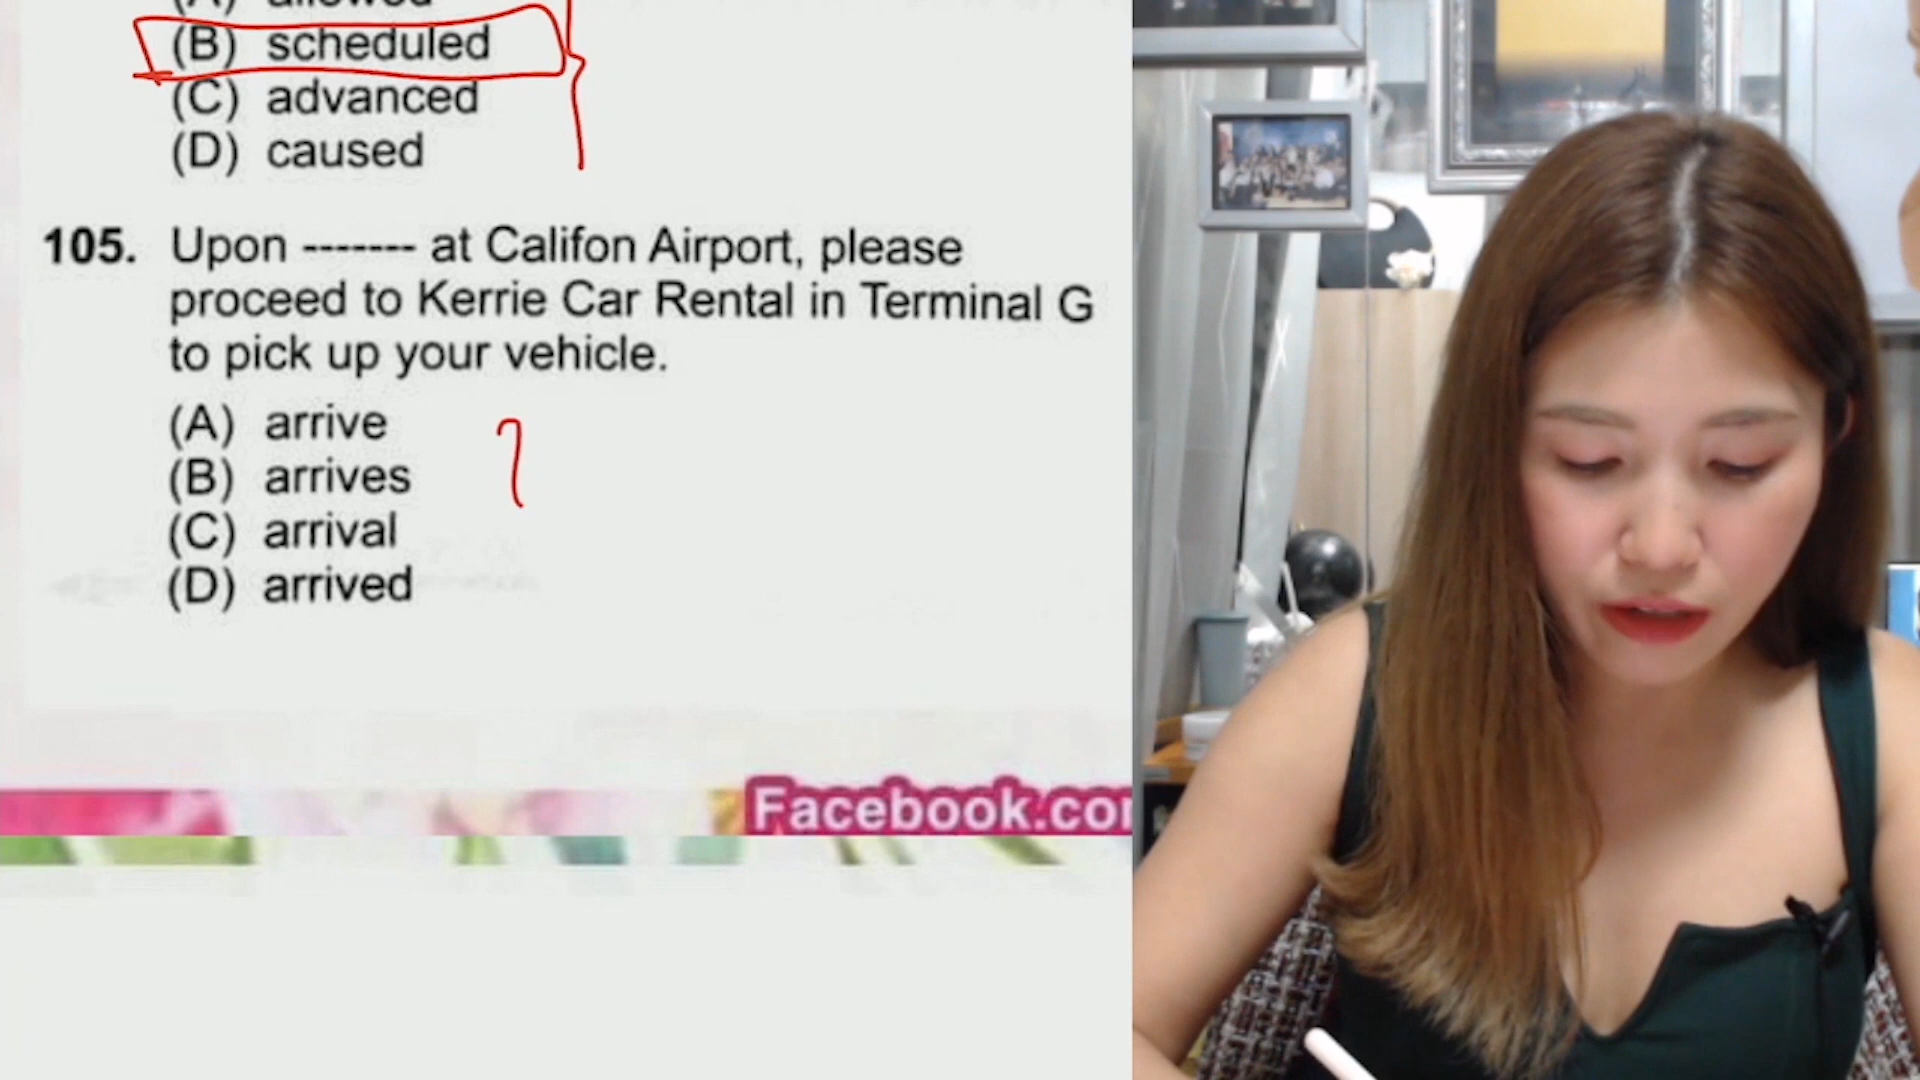 (A) allowed
(B) scheduled
(C) advanced
(D) caused
105. Upon ------- at Califon Airport, please
proceed to Kerrie Car Rental in Terminal G
to pick up your vehicle.
(A) arrive
(B) arrives
(C) arrival
(D) arrived
Facebook.co